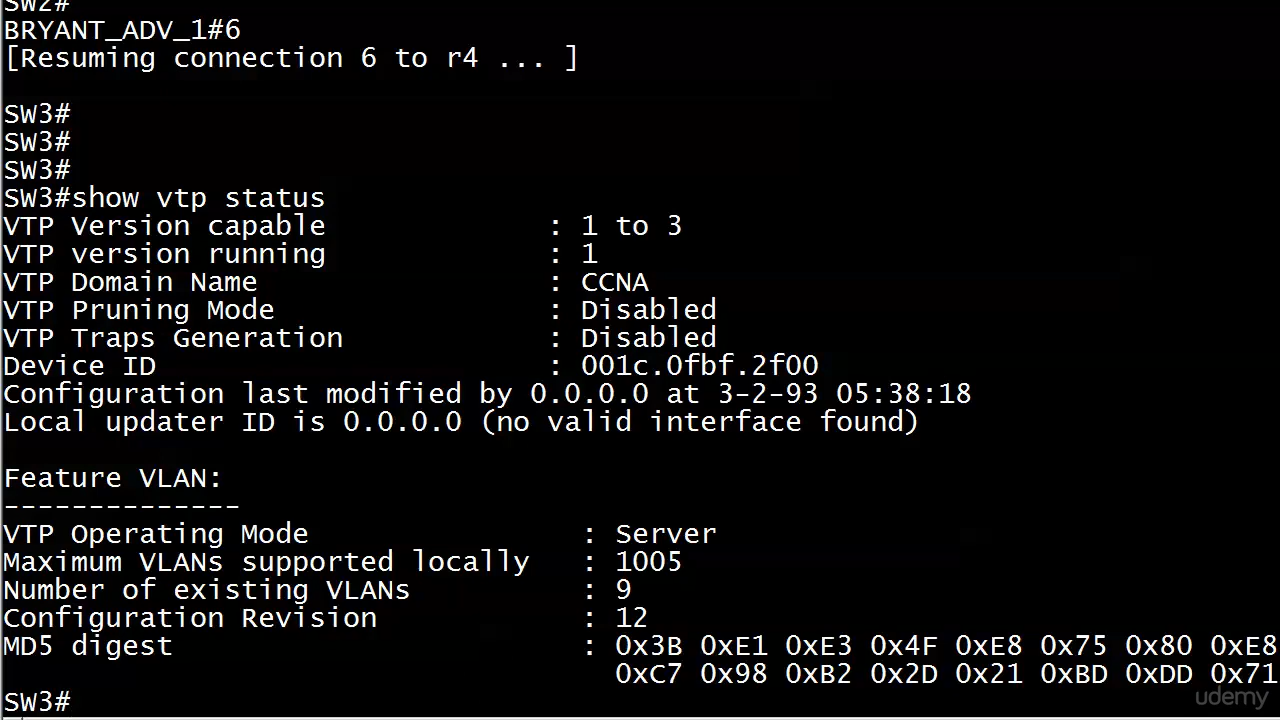 SW2#
BRYANT_ADV_1#6
[Resuming connection 6 to r4 ... ]
SW3#
SW3#
SW3#
SW3#show vtp status
VTP Version capable : 1 to 3
VTP version running : 1
VTP Domain Name : CCNA
VTP Pruning Mode : Disabled
VTP Traps Generation : Disabled
Device ID : 001c.0fbf.2f00
Configuration last modified by 0.0.0.0 at 3-2-93 05:38:18
Local updater ID is 0.0.0.0 (no valid interface found)
Feature VLAN:
--------------
VTP Operating Mode : Server
Maximum VLANs supported locally : 1005
Number of existing VLANs : 9
Configuration Revision : 12
MD5 digest : 0x3B 0xE1 0xE3 0x4F 0xE8 0x75 0x80 0xE8
0xC7 0x98 0xB2 0x2D 0x21 0xBD 0xDD 0x71
SW3#
udemy